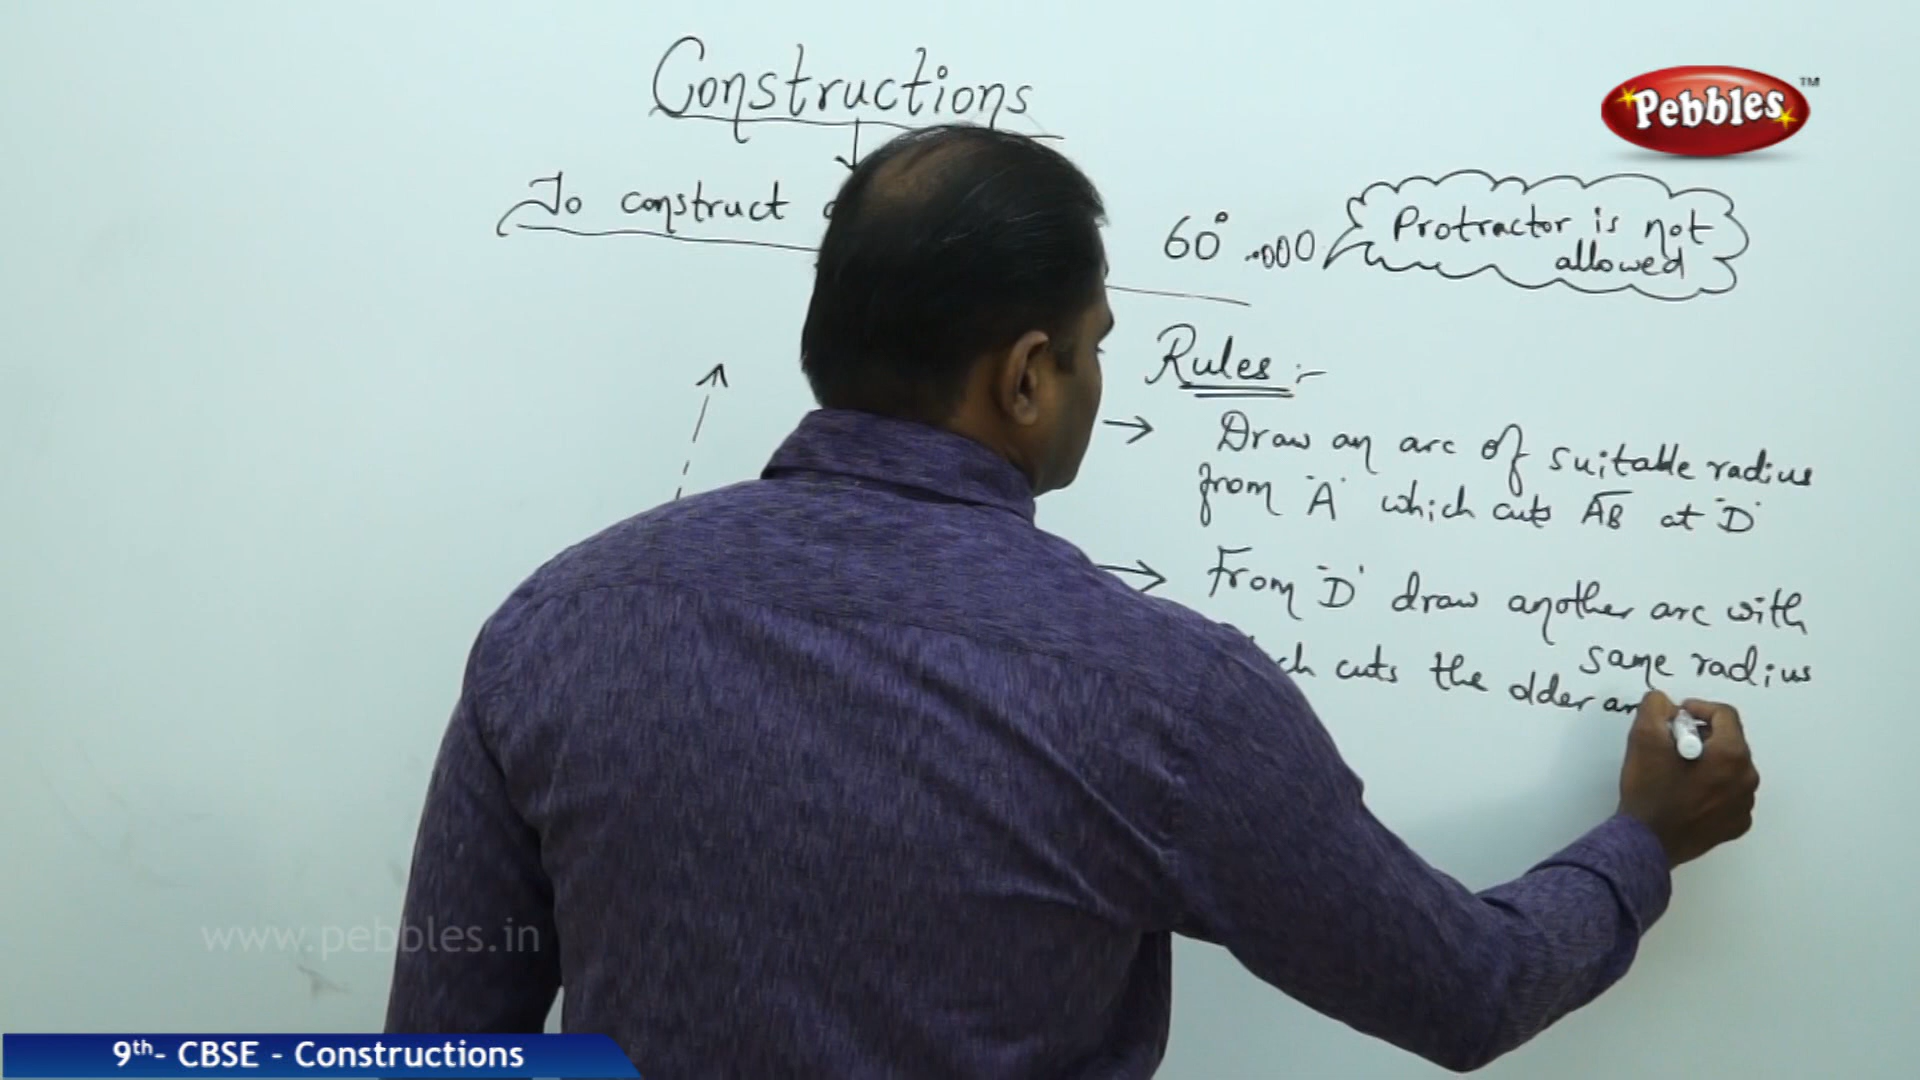 Constructions
Pebbles™
To construct
60° ...000
Protractor is not
allowed
Rules :-
Draw an arc of suitable radius
from 'A' which cuts AB at 'D'
From 'D' draw another arc with
same radius
cuts the older
www.pebbles.in
9th- CBSE - Constructions